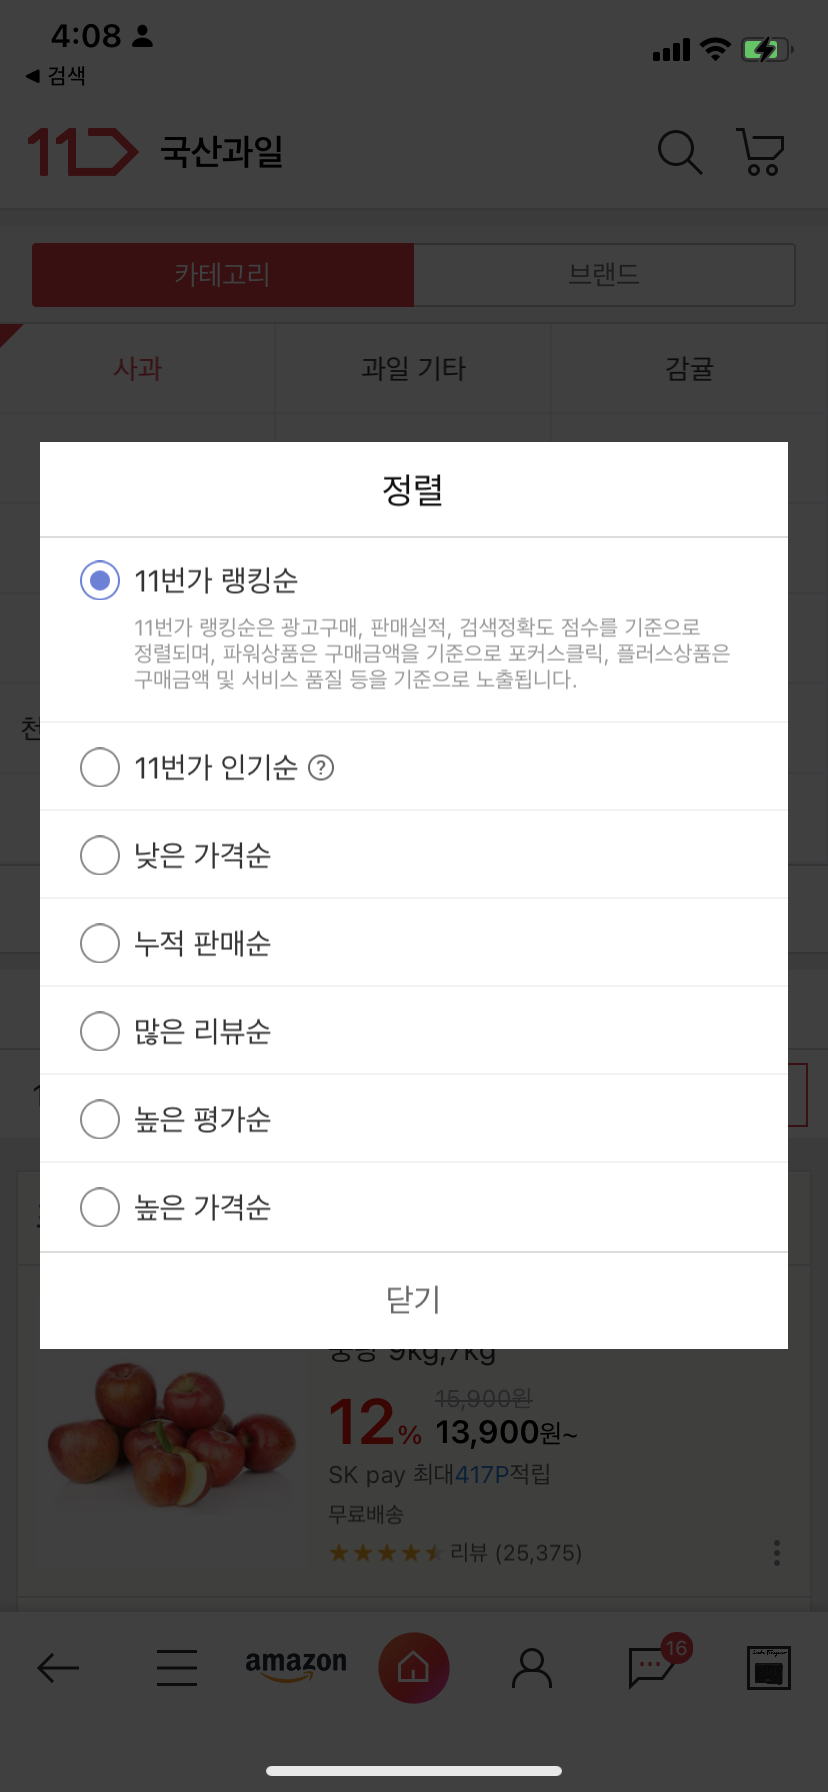 4:08
◀ 검색
11 국산과일
카테고리 브랜드
사과 과일 기타 감귤
정렬
11번가 랭킹순
11번가 랭킹순은 광고구매, 판매실적, 검색정확도 점수를 기준으로
정렬되며, 파워상품은 구매금액을 기준으로 포커스클릭, 플러스상품은
구매금액 및 서비스 품질 등을 기준으로 노출됩니다.
천
11번가 인기순 ?
낮은 가격순
누적 판매순
많은 리뷰순
높은 평가순
높은 가격순
닫기
9kg,7kg
15,900원
12% 13,900원~
SK pay 최대417P적립
무료배송
리뷰 (25,375)
amazon
16